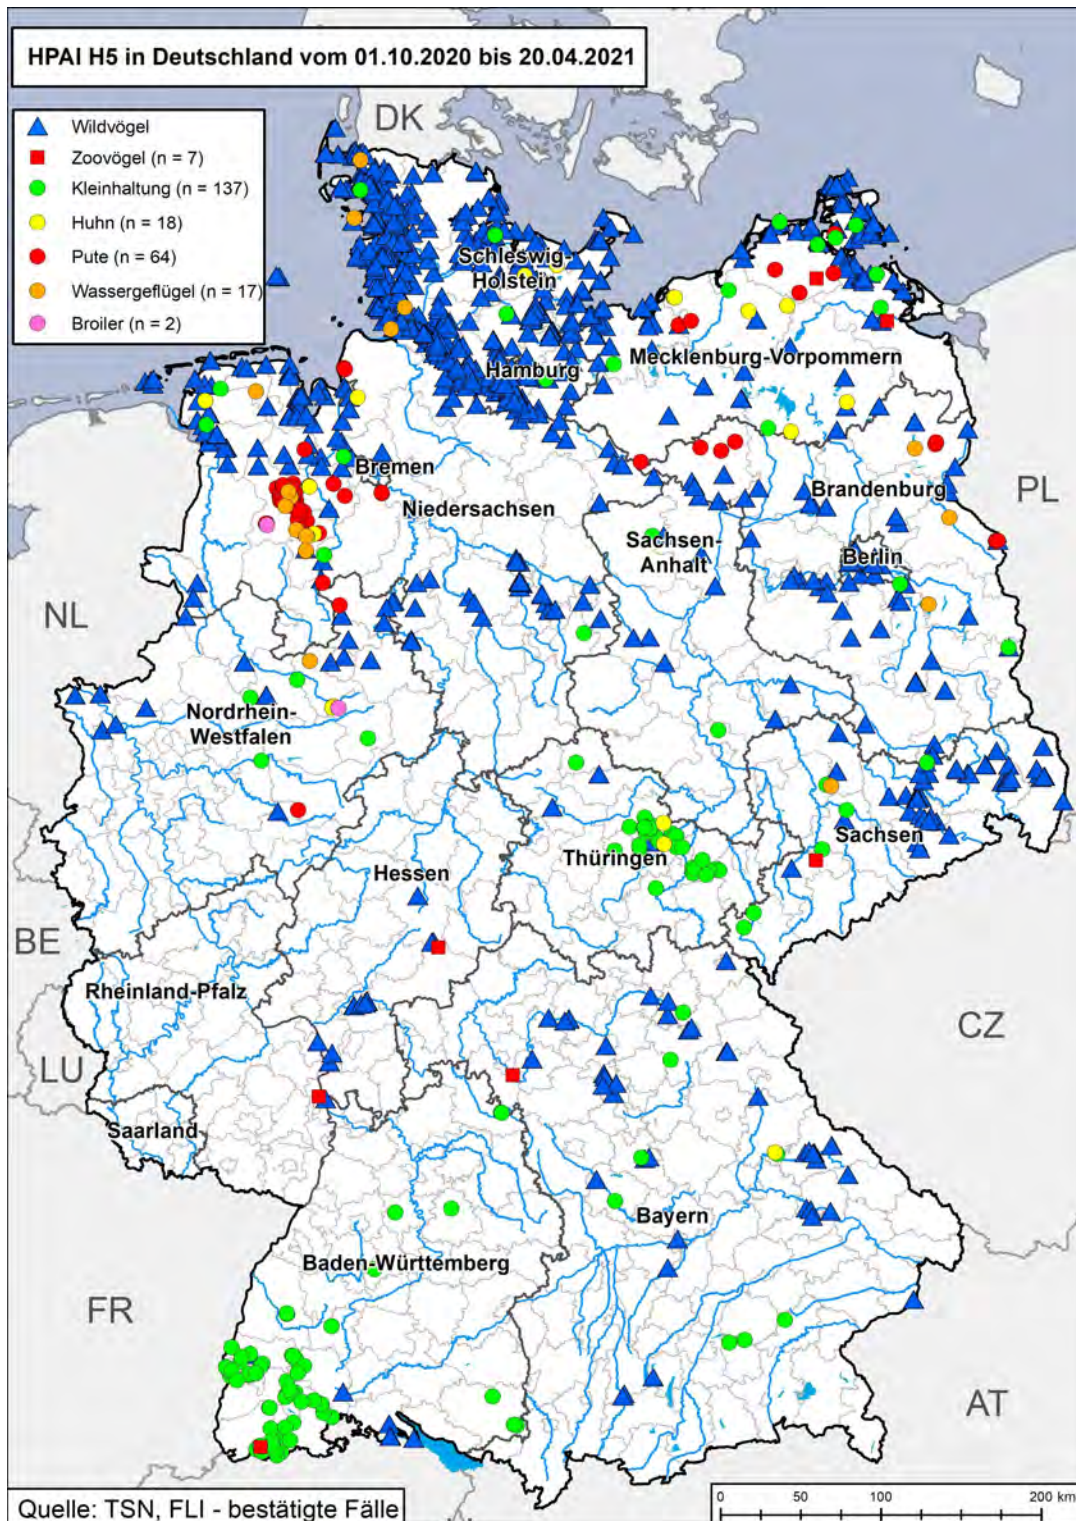 HPAI H5 in Deutschland vom 01.10.2020 bis 20.04.2021
DK
Wildvögel
Zoovögel (n = 7)
Kleinhaltung (n = 137)
Huhn (n = 18)
Pute (n = 64)
Wassergeflügel (n = 17)
Broiler (n = 2)
Schleswig-
Holstein
Hamburg
Mecklenburg-Vorpommern
Bremen
Niedersachsen
Brandenburg
PL
Sachsen-
Anhalt
Berlin
NL
Nordrhein-
Westfalen
Sachsen
Thüringen
Hessen
BE
Rheinland-Pfalz
CZ
LU
Saarland
Bayern
Baden-Württemberg
FR
AT
Quelle: TSN, FLI - bestätigte Fälle
0 50 100 200 km